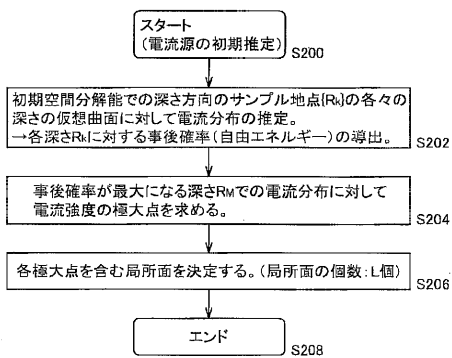 スタート
(電流源の初期推定)
S200
初期空間分解能での深さ方向のサンプル地点{Rk}の各々の
深さの仮想曲面に対して電流分布の推定。
→各深さRkに対する事後確率(自由エネルギー)の導出。
S202
事後確率が最大になる深さRMでの電流分布に対して
電流強度の極大点を求める。
S204
各極大点を含む局所面を決定する。(局所面の個数:L個)
S206
エンド
S208